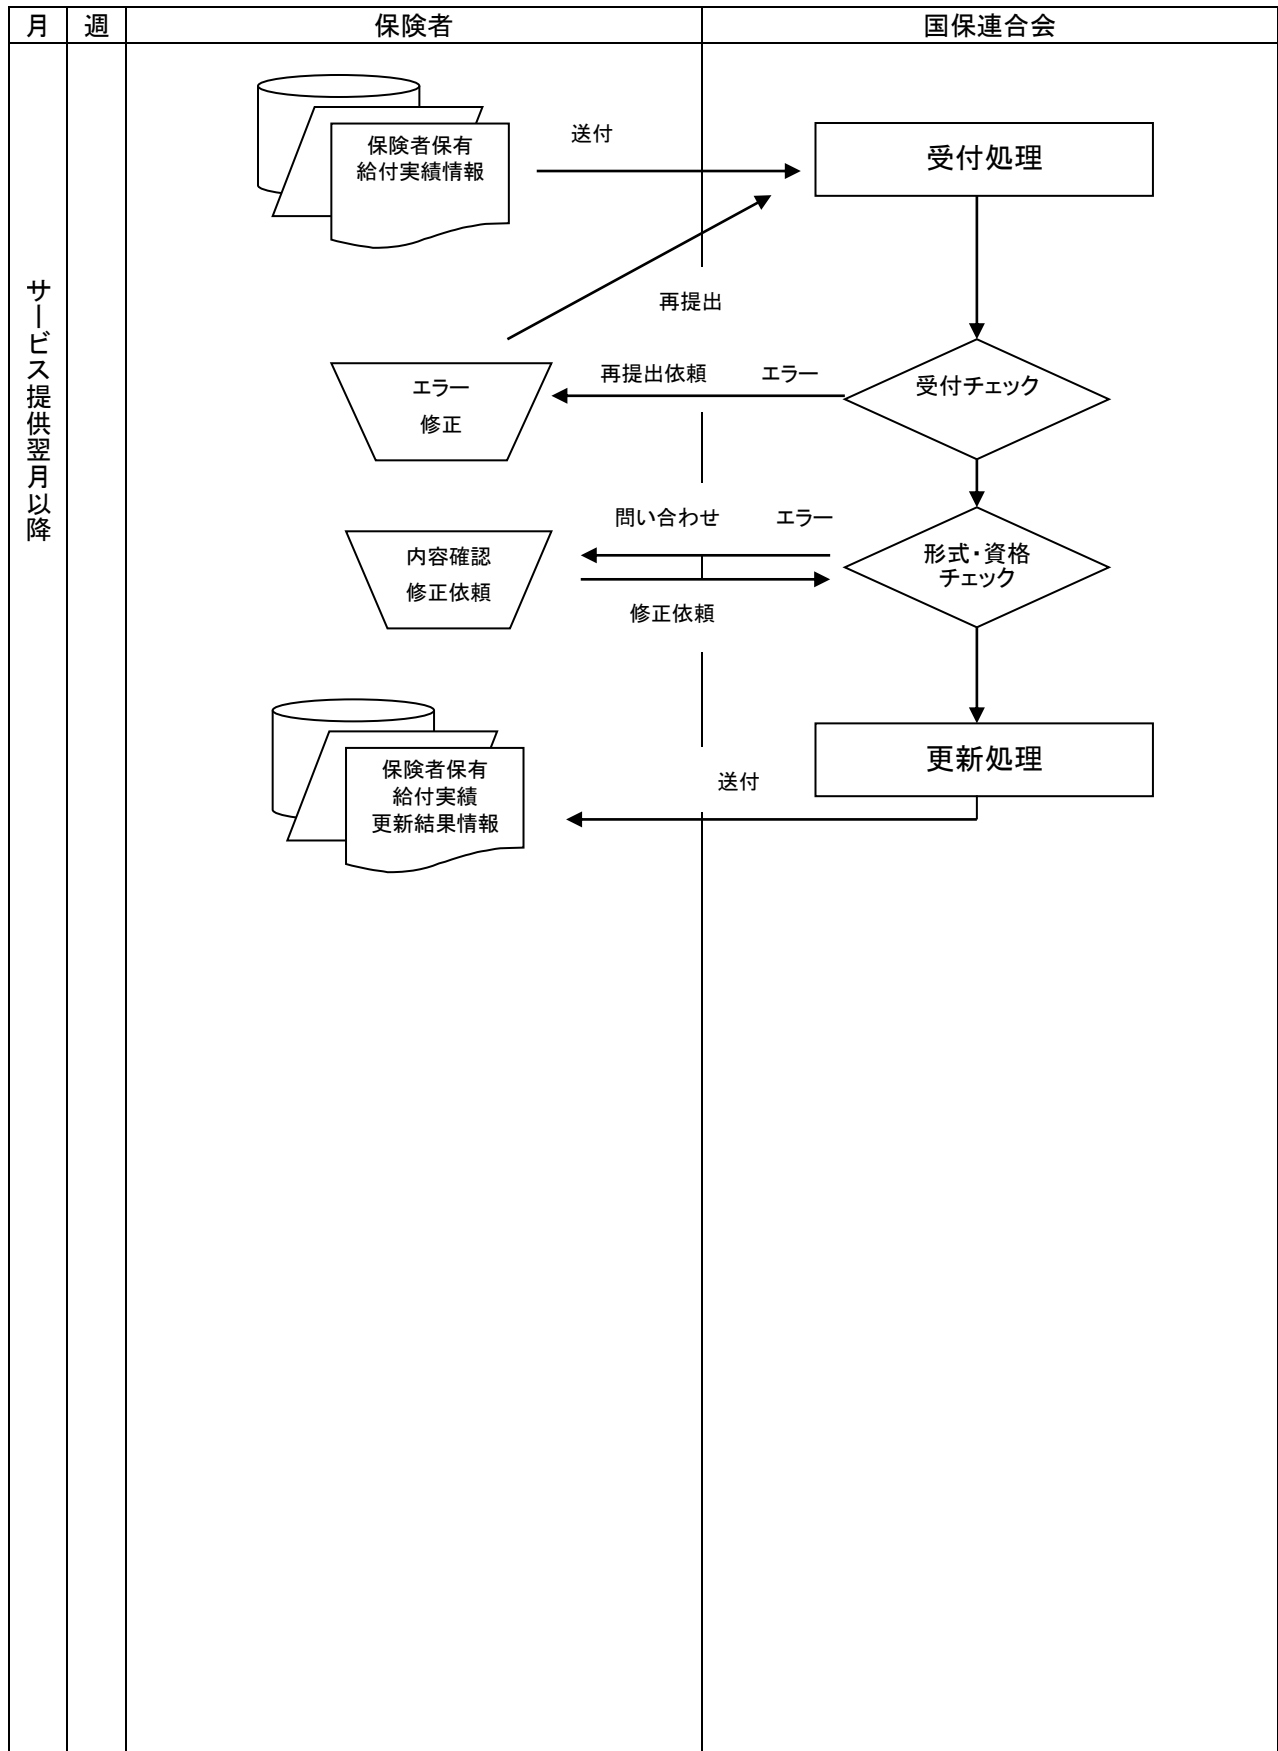 月 週 保険者 国保連合会
サービス提供翌月以降
保険者保有
給付実績情報
送付
受付処理
再提出
エラー
修正
再提出依頼 エラー
受付チェック
問い合わせ エラー
内容確認
修正依頼
形式・資格
チェック
修正依頼
更新処理
送付
保険者保有
給付実績
更新結果情報